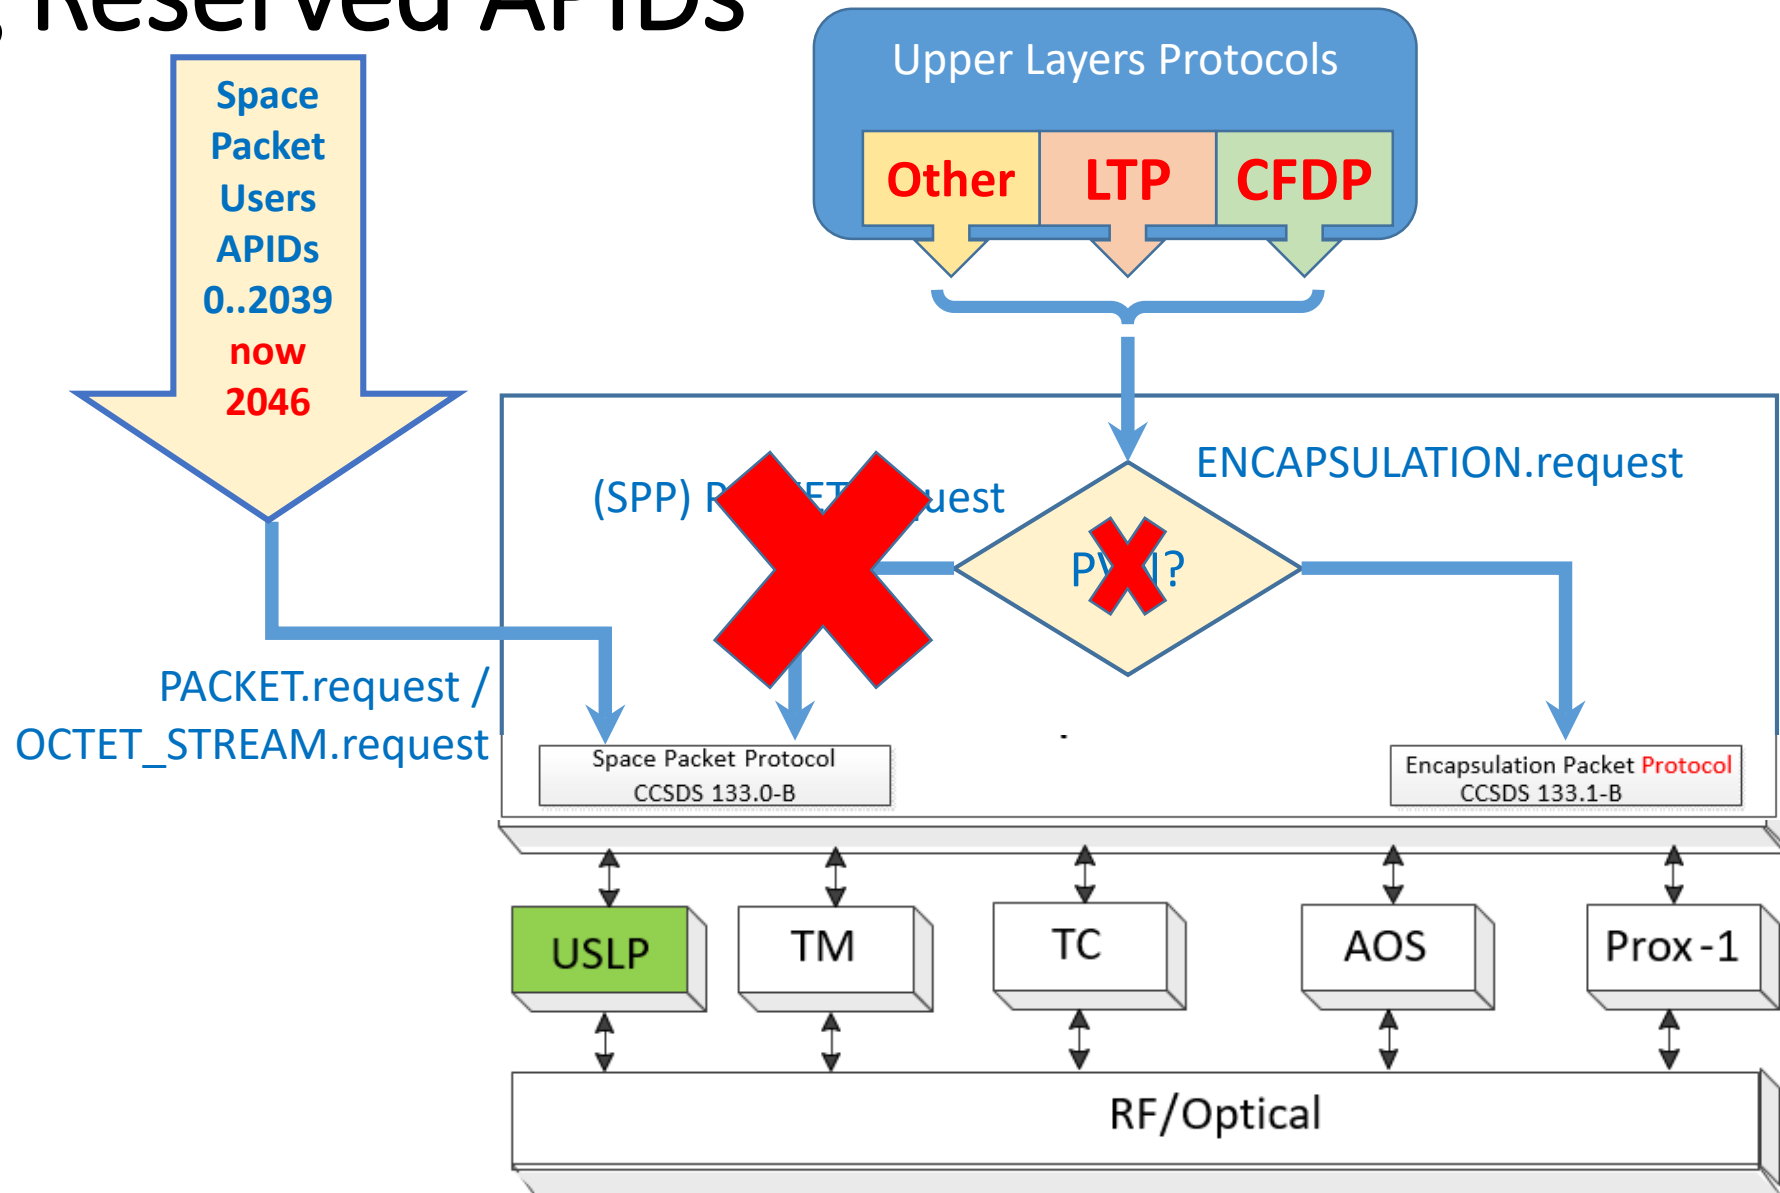 Reserved APIDs
Space
Packet
Users
APIDs
0..2039
now
2046
Upper Layers Protocols
Other LTP CFDP
ENCAPSULATION.request
(SPP)
PACKET.request /
OCTET_STREAM.request
Space Packet Protocol
CCSDS 133.0-B
Encapsulation Packet Protocol
CCSDS 133.1-B
USLP TM TC AOS Prox-1
RF/Optical